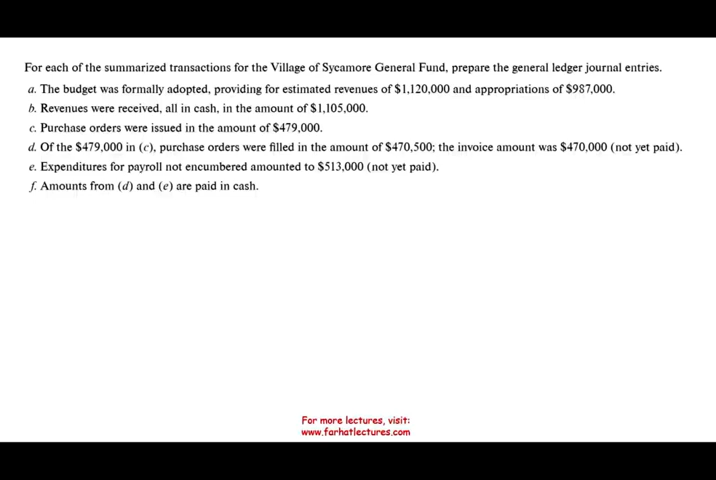 For each of the summarized transactions for the Village of Sycamore General Fund, prepare the general ledger journal entries.
a. The budget was formally adopted, providing for estimated revenues of $1,120,000 and appropriations of $987,000.
b. Revenues were received, all in cash, in the amount of $1,105,000.
c. Purchase orders were issued in the amount of $479,000.
d. Of the $479,000 in (c), purchase orders were filled in the amount of $470,500; the invoice amount was $470,000 (not yet paid).
e. Expenditures for payroll not encumbered amounted to $513,000 (not yet paid).
f. Amounts from (d) and (e) are paid in cash.
For more lectures, visit:
www.farhatlectures.com